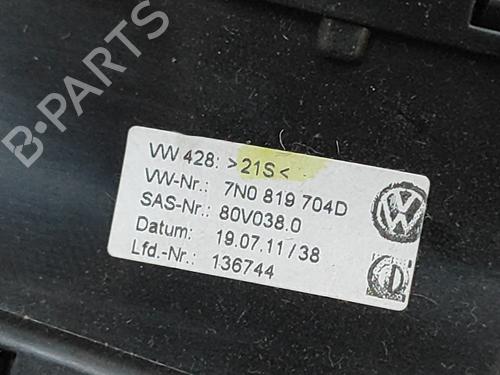 B-PARTS
VW 428: >21S<
VW-Nr.: 7N0 819 704D
SAS-Nr.: 80V038.0
Datum: 19.07.11/38
Lfd.-Nr.: 136744